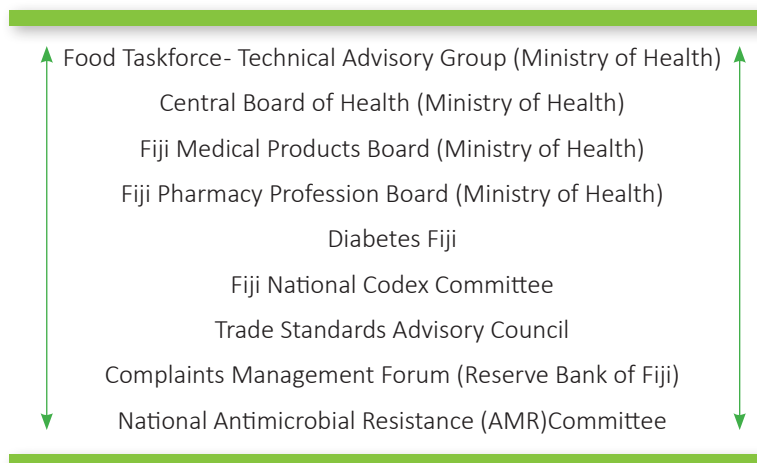 Food Taskforce- Technical Advisory Group (Ministry of Health)
Central Board of Health (Ministry of Health)
Fiji Medical Products Board (Ministry of Health)
Fiji Pharmacy Profession Board (Ministry of Health)
Diabetes Fiji
Fiji National Codex Committee
Trade Standards Advisory Council
Complaints Management Forum (Reserve Bank of Fiji)
National Antimicrobial Resistance (AMR)Committee